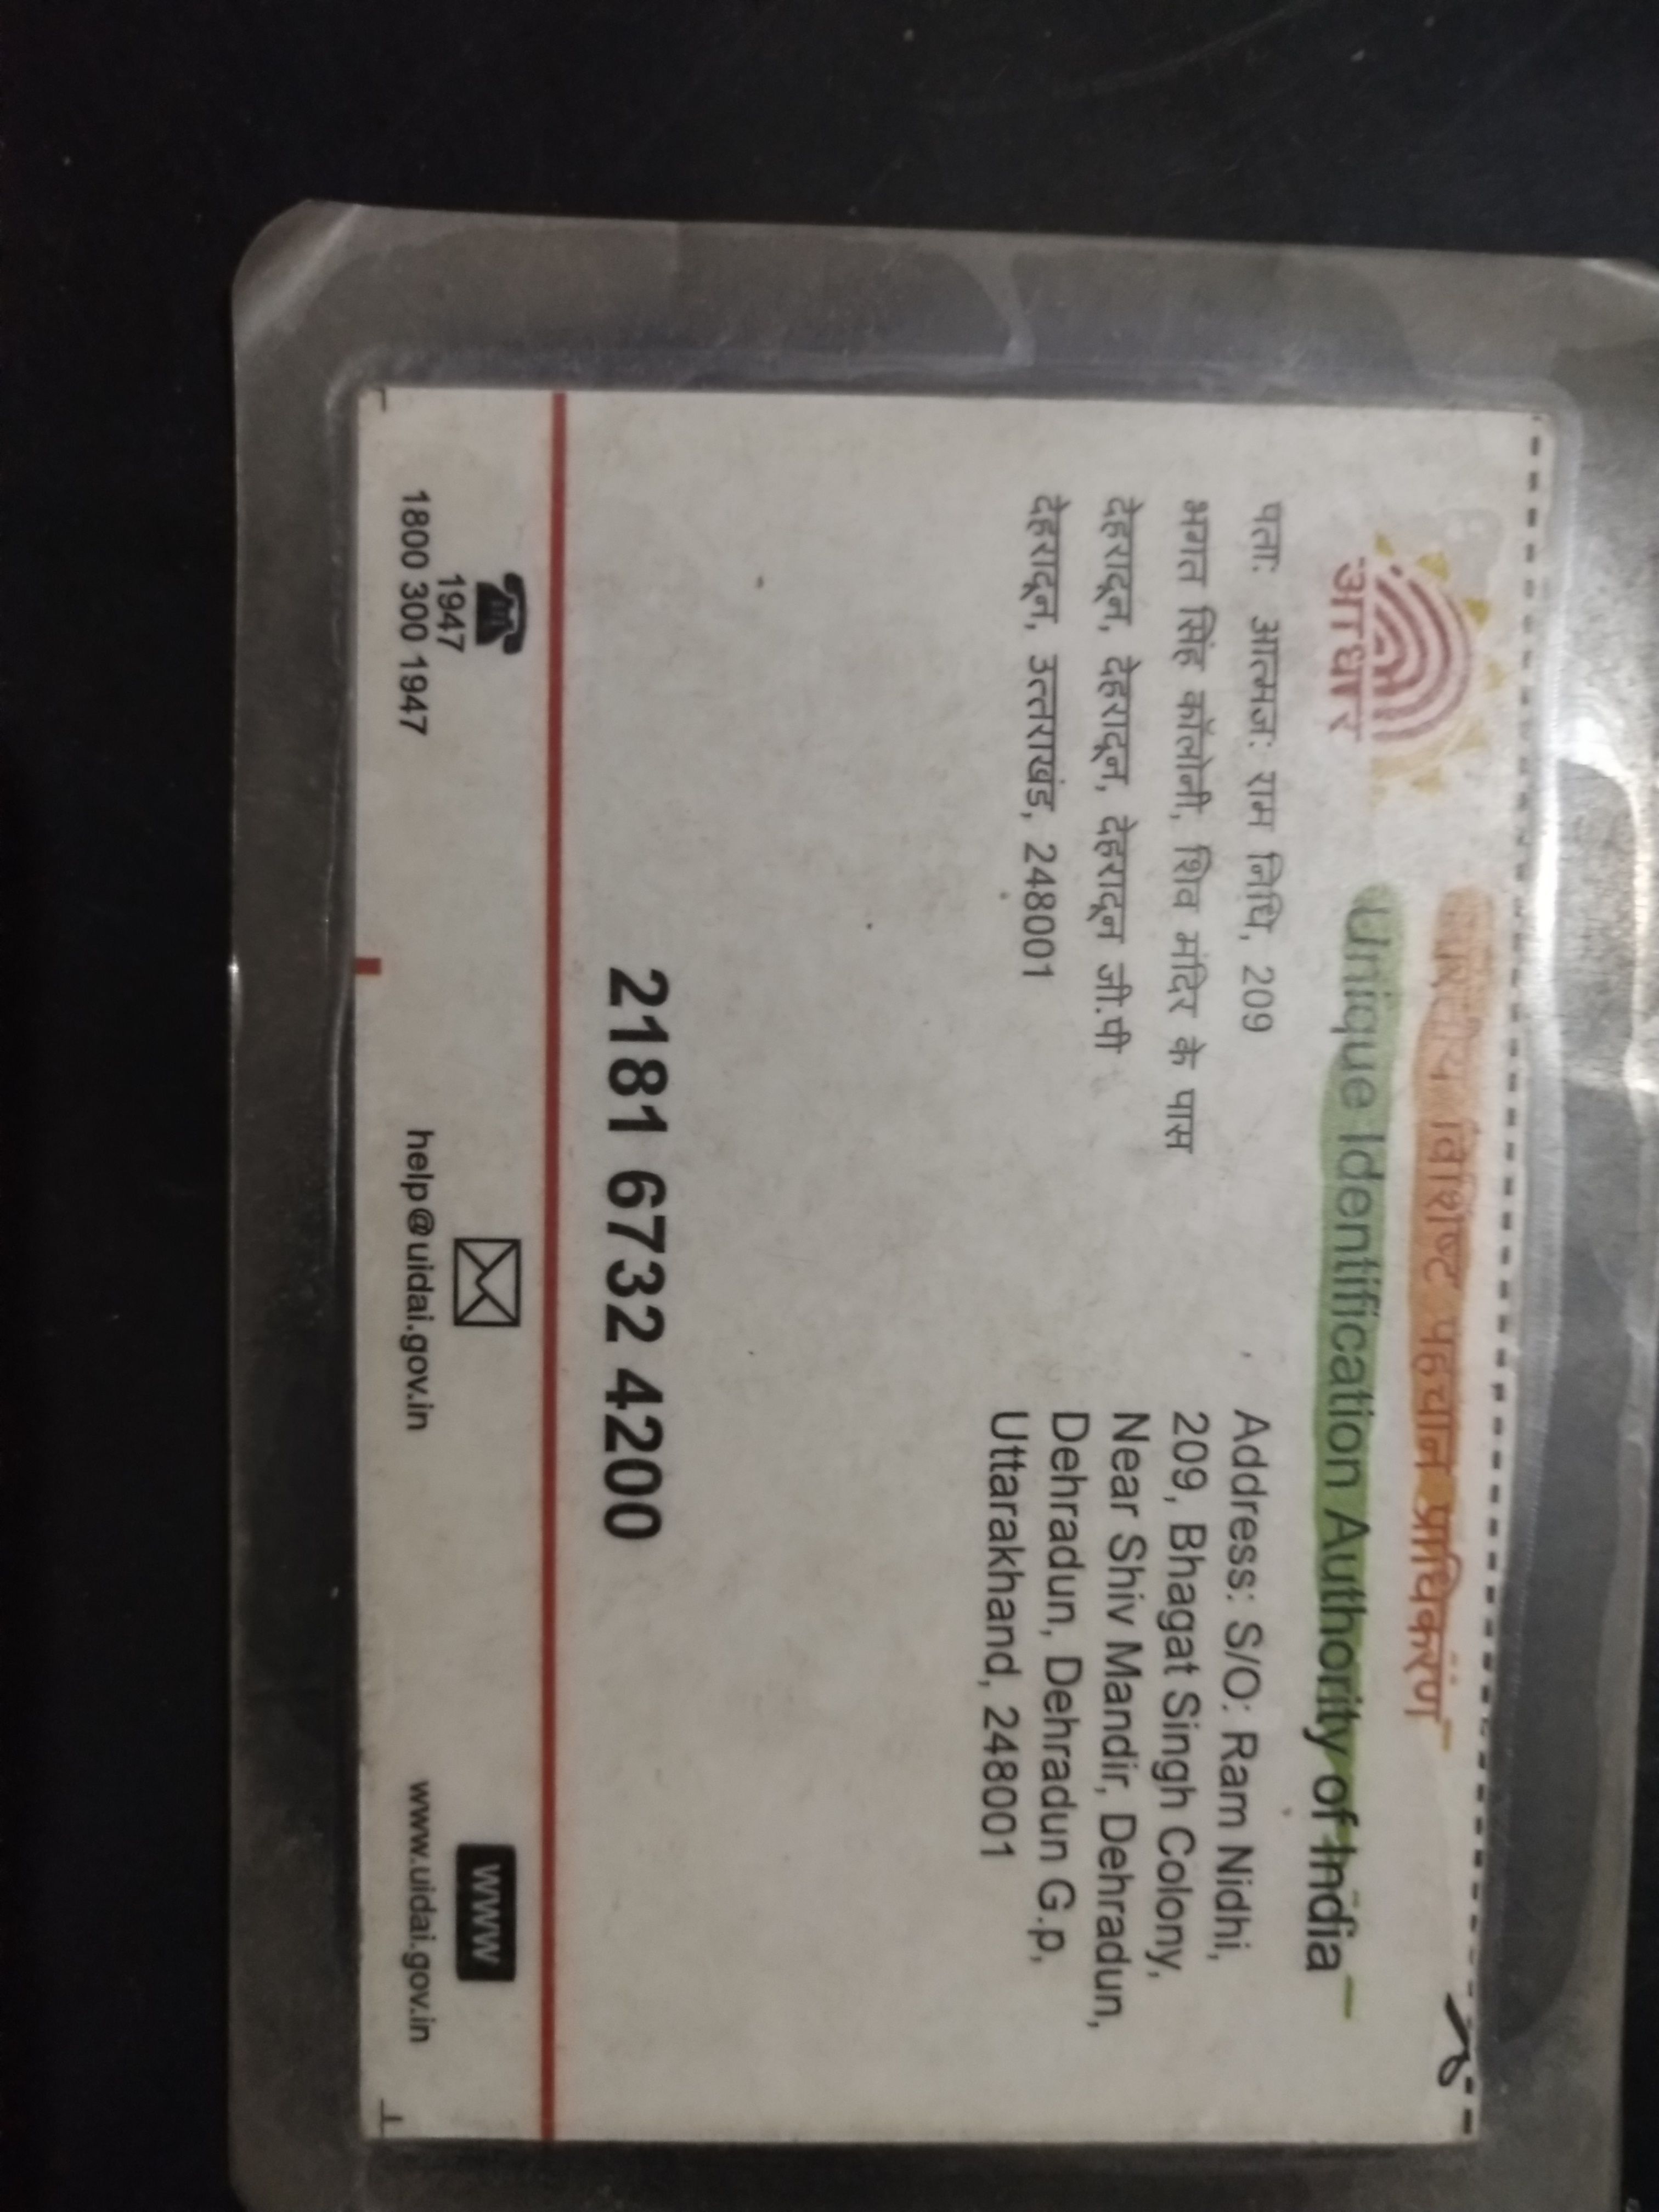 भारतीय विशिष्ट पहचान प्राधिकरण
Unique Identification Authority of India
आधार
पता: आत्मज: राम निधि, 209
भगत सिंह कॉलोनी, शिव मंदिर के पास
देहरादून, देहरादून, देहरादून जी.पी
देहरादून, उत्तराखंड, 248001
Address: S/O: Ram Nidhi,
209, Bhagat Singh Colony,
Near Shiv Mandir, Dehradun,
Dehradun, Dehradun G.p,
Uttarakhand, 248001
2181 6732 4200
1947
1800 300 1947
help@uidai.gov.in
www
www.uidai.gov.in